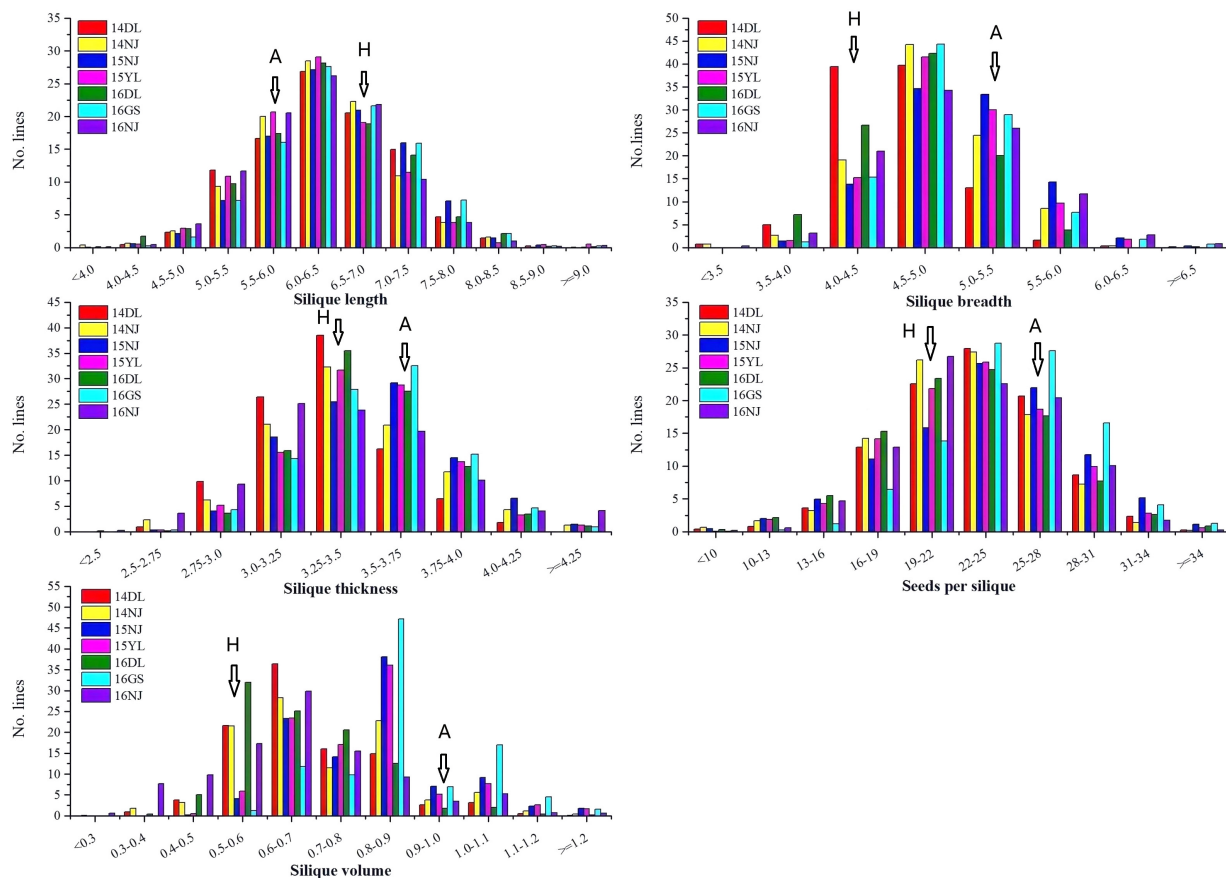 35
30
25
20
15
10
5
0
No. lines
14DL
14NJ
15NJ
15YL
16DL
16GS
16NJ
A
H
<4.0
4.0-4.5
4.5-5.0
5.0-5.5
5.5-6.0
6.0-6.5
6.5-7.0
7.0-7.5
7.5-8.0
8.0-8.5
8.5-9.0
>=9.0
Silique length
50
45
40
35
30
25
20
15
10
5
0
No.lines
14DL
14NJ
15NJ
15YL
16DL
16GS
16NJ
H
A
<3.5
3.5-4.0
4.0-4.5
4.5-5.0
5.0-5.5
5.5-6.0
6.0-6.5
>=6.5
Silique breadth
45
40
35
30
25
20
15
10
5
0
No. lines
14DL
14NJ
15NJ
15YL
16DL
16GS
16NJ
H
A
<2.5
2.5-2.75
2.75-3.0
3.0-3.25
3.25-3.5
3.5-3.75
3.75-4.0
4.0-4.25
>=4.25
Silique thickness
35
30
25
20
15
10
5
0
No. lines
14DL
14NJ
15NJ
15YL
16DL
16GS
16NJ
H
A
<10
10-13
13-16
16-19
19-22
22-25
25-28
28-31
31-34
>=34
Seeds per silique
55
50
45
40
35
30
25
20
15
10
5
0
No. lines
14DL
14NJ
15NJ
15YL
16DL
16GS
16NJ
H
A
<0.3
0.3-0.4
0.4-0.5
0.5-0.6
0.6-0.7
0.7-0.8
0.8-0.9
0.9-1.0
1.0-1.1
1.1-1.2
>=1.2
Silique volume